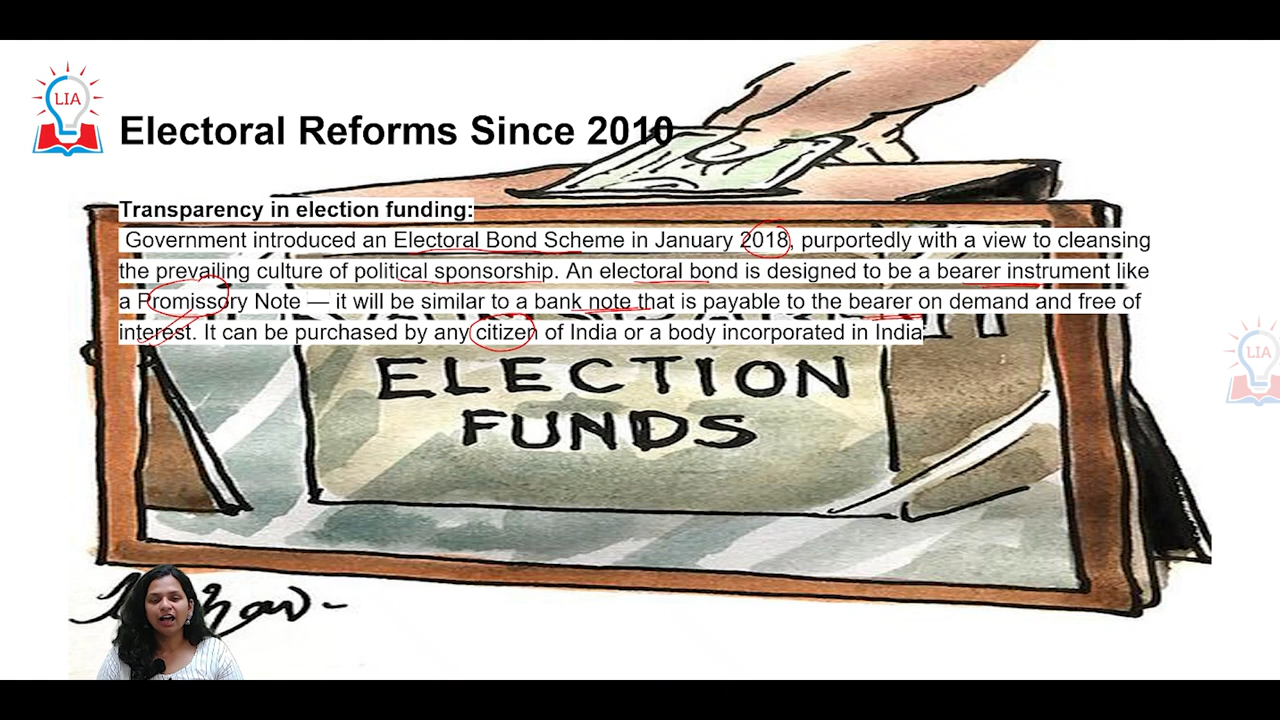 LIA
Electoral Reforms Since 2010
Transparency in election funding:
Government introduced an Electoral Bond Scheme in January 2018, purportedly with a view to cleansing
the prevailing culture of political sponsorship. An electoral bond is designed to be a bearer instrument like
a Promissory Note — it will be similar to a bank note that is payable to the bearer on demand and free of
interest. It can be purchased by any citizen of India or a body incorporated in India
ELECTION
FUNDS
LIA